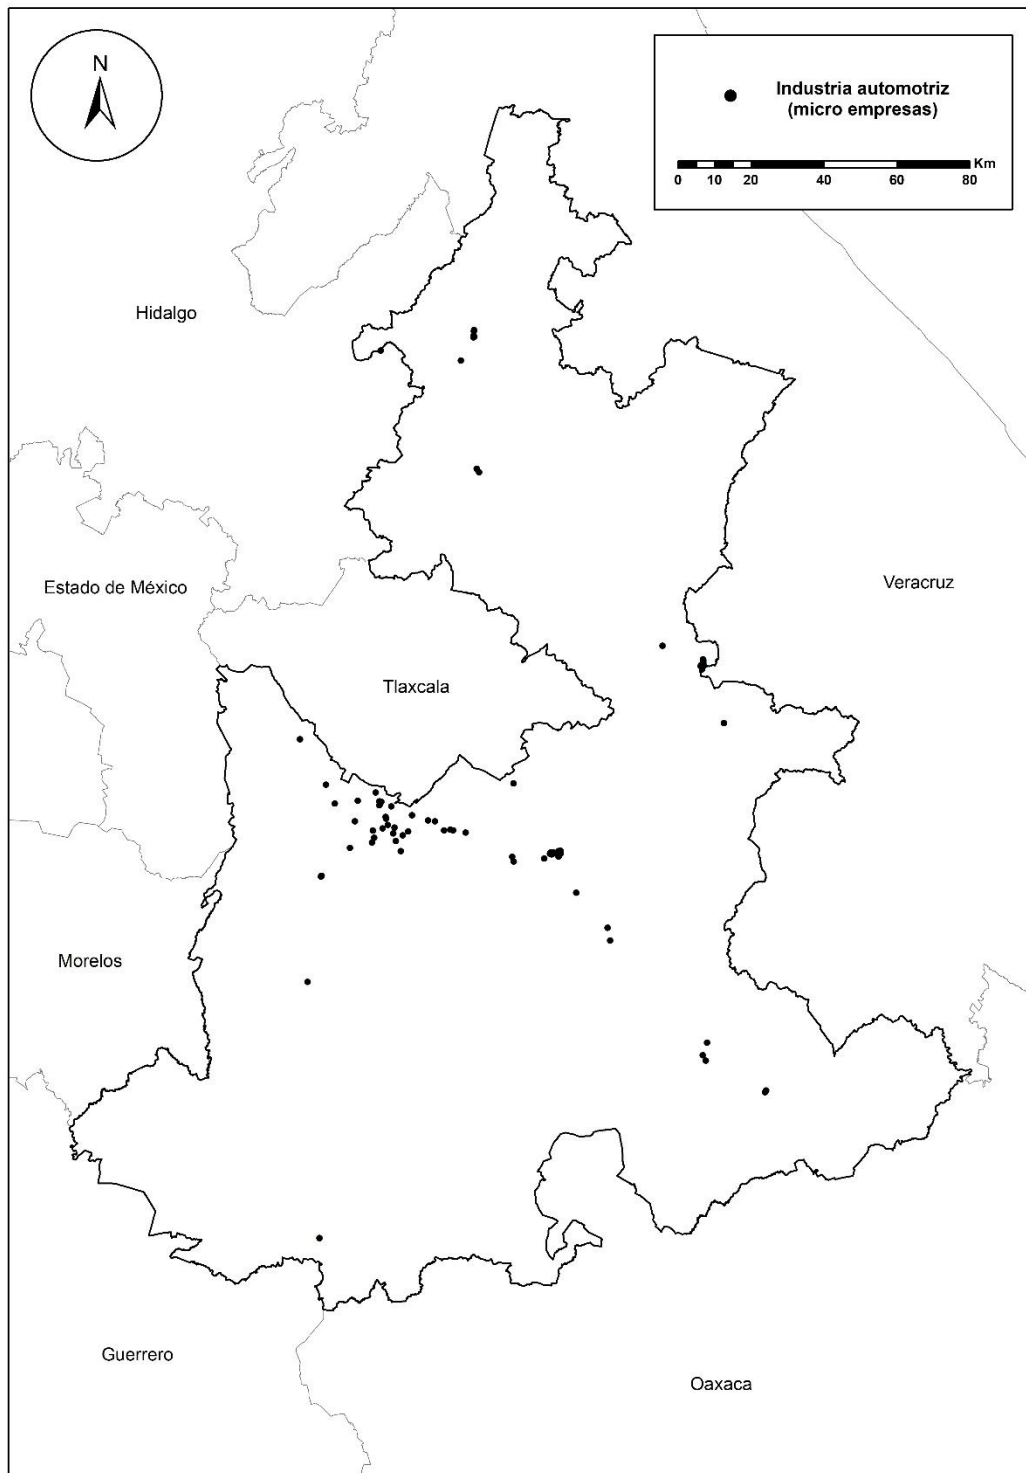 N
Industria automotriz
(micro empresas)
Km
0 10 20 40 60 80
Hidalgo
Estado de México
Veracruz
Tlaxcala
Morelos
Guerrero
Oaxaca